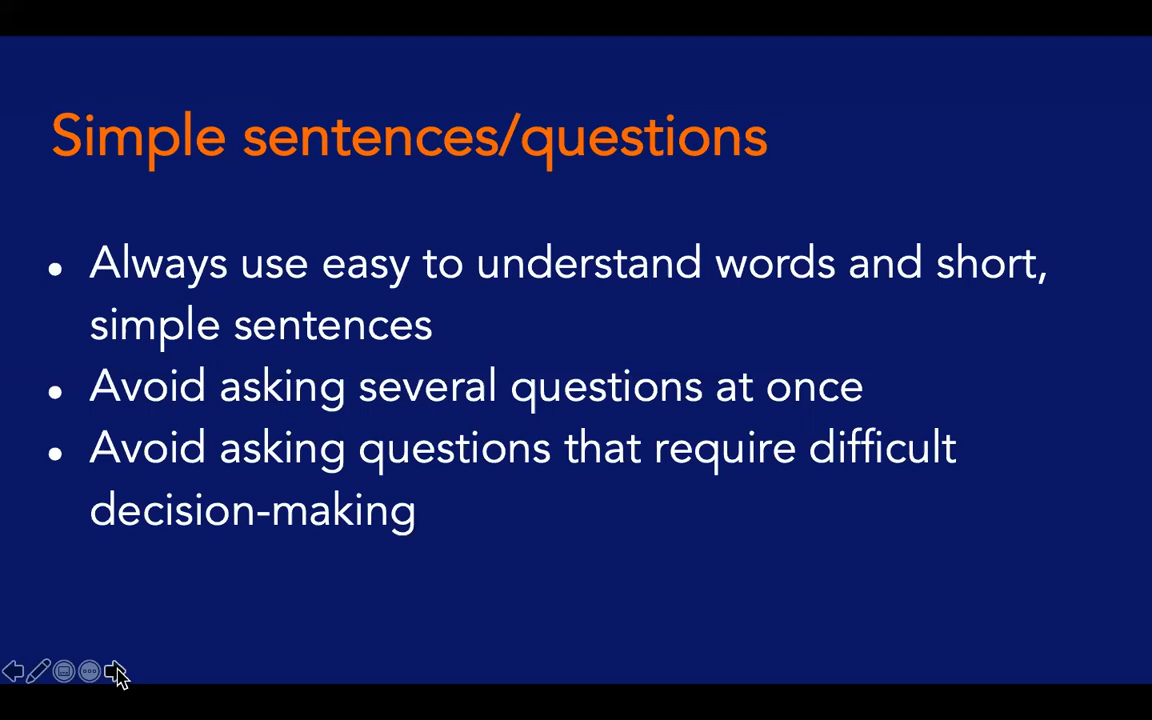 Simple sentences/questions
• Always use easy to understand words and short,
simple sentences
• Avoid asking several questions at once
• Avoid asking questions that require difficult
decision-making